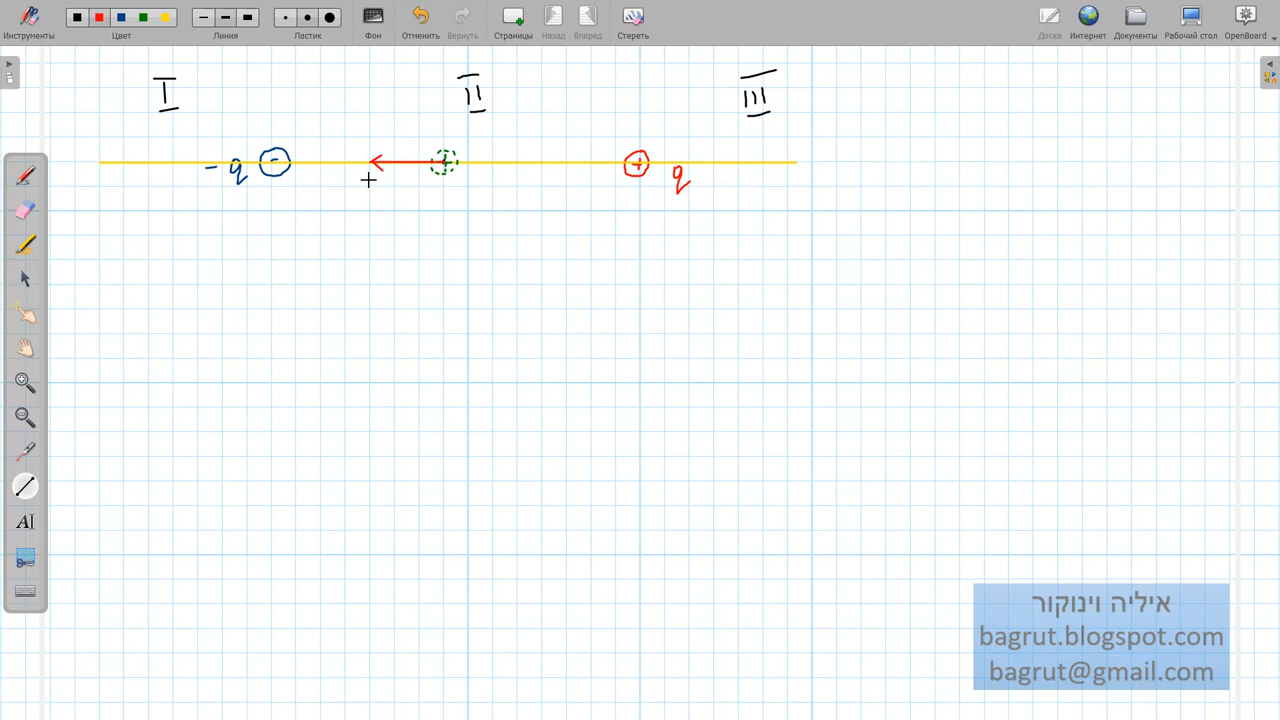 Инструменты Цвет Линия Ластик Фон Отменить Вернуть Страницы Назад Вперед Стереть Доска Интернет Документы Рабочий стол OpenBoard
I II III
- q - + + q
AI
איליה וינוקור
bagrut.blogspot.com
bagrut@gmail.com